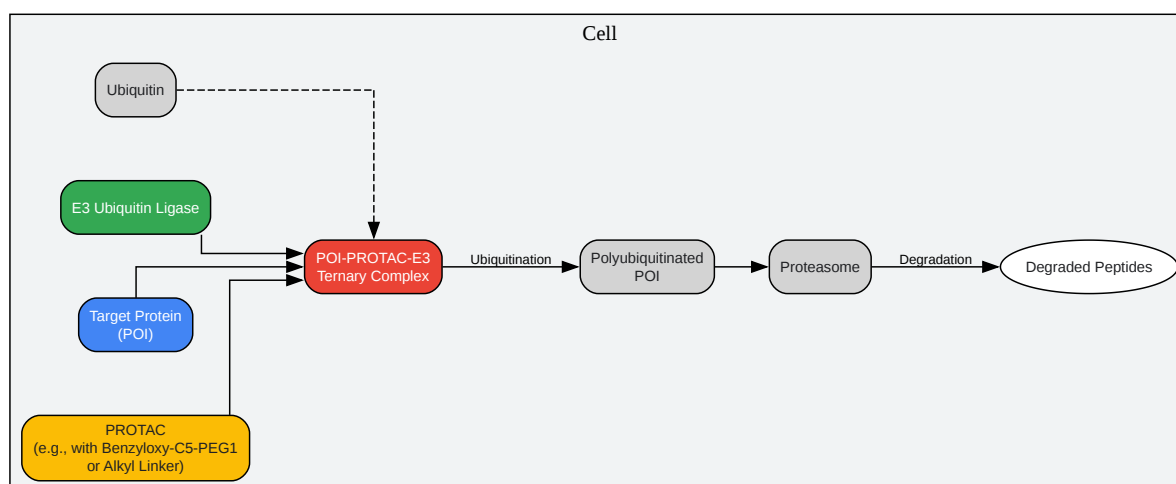 Cell
Ubiquitin
E3 Ubiquitin Ligase
POI-PROTAC-E3
Ternary Complex
Ubiquitination
Polyubiquitinated
POI
Proteasome
Degradation
Degraded Peptides
Target Protein
(POI)
PROTAC
(e.g., with Benzyloxy-C5-PEG1
or Alkyl Linker)